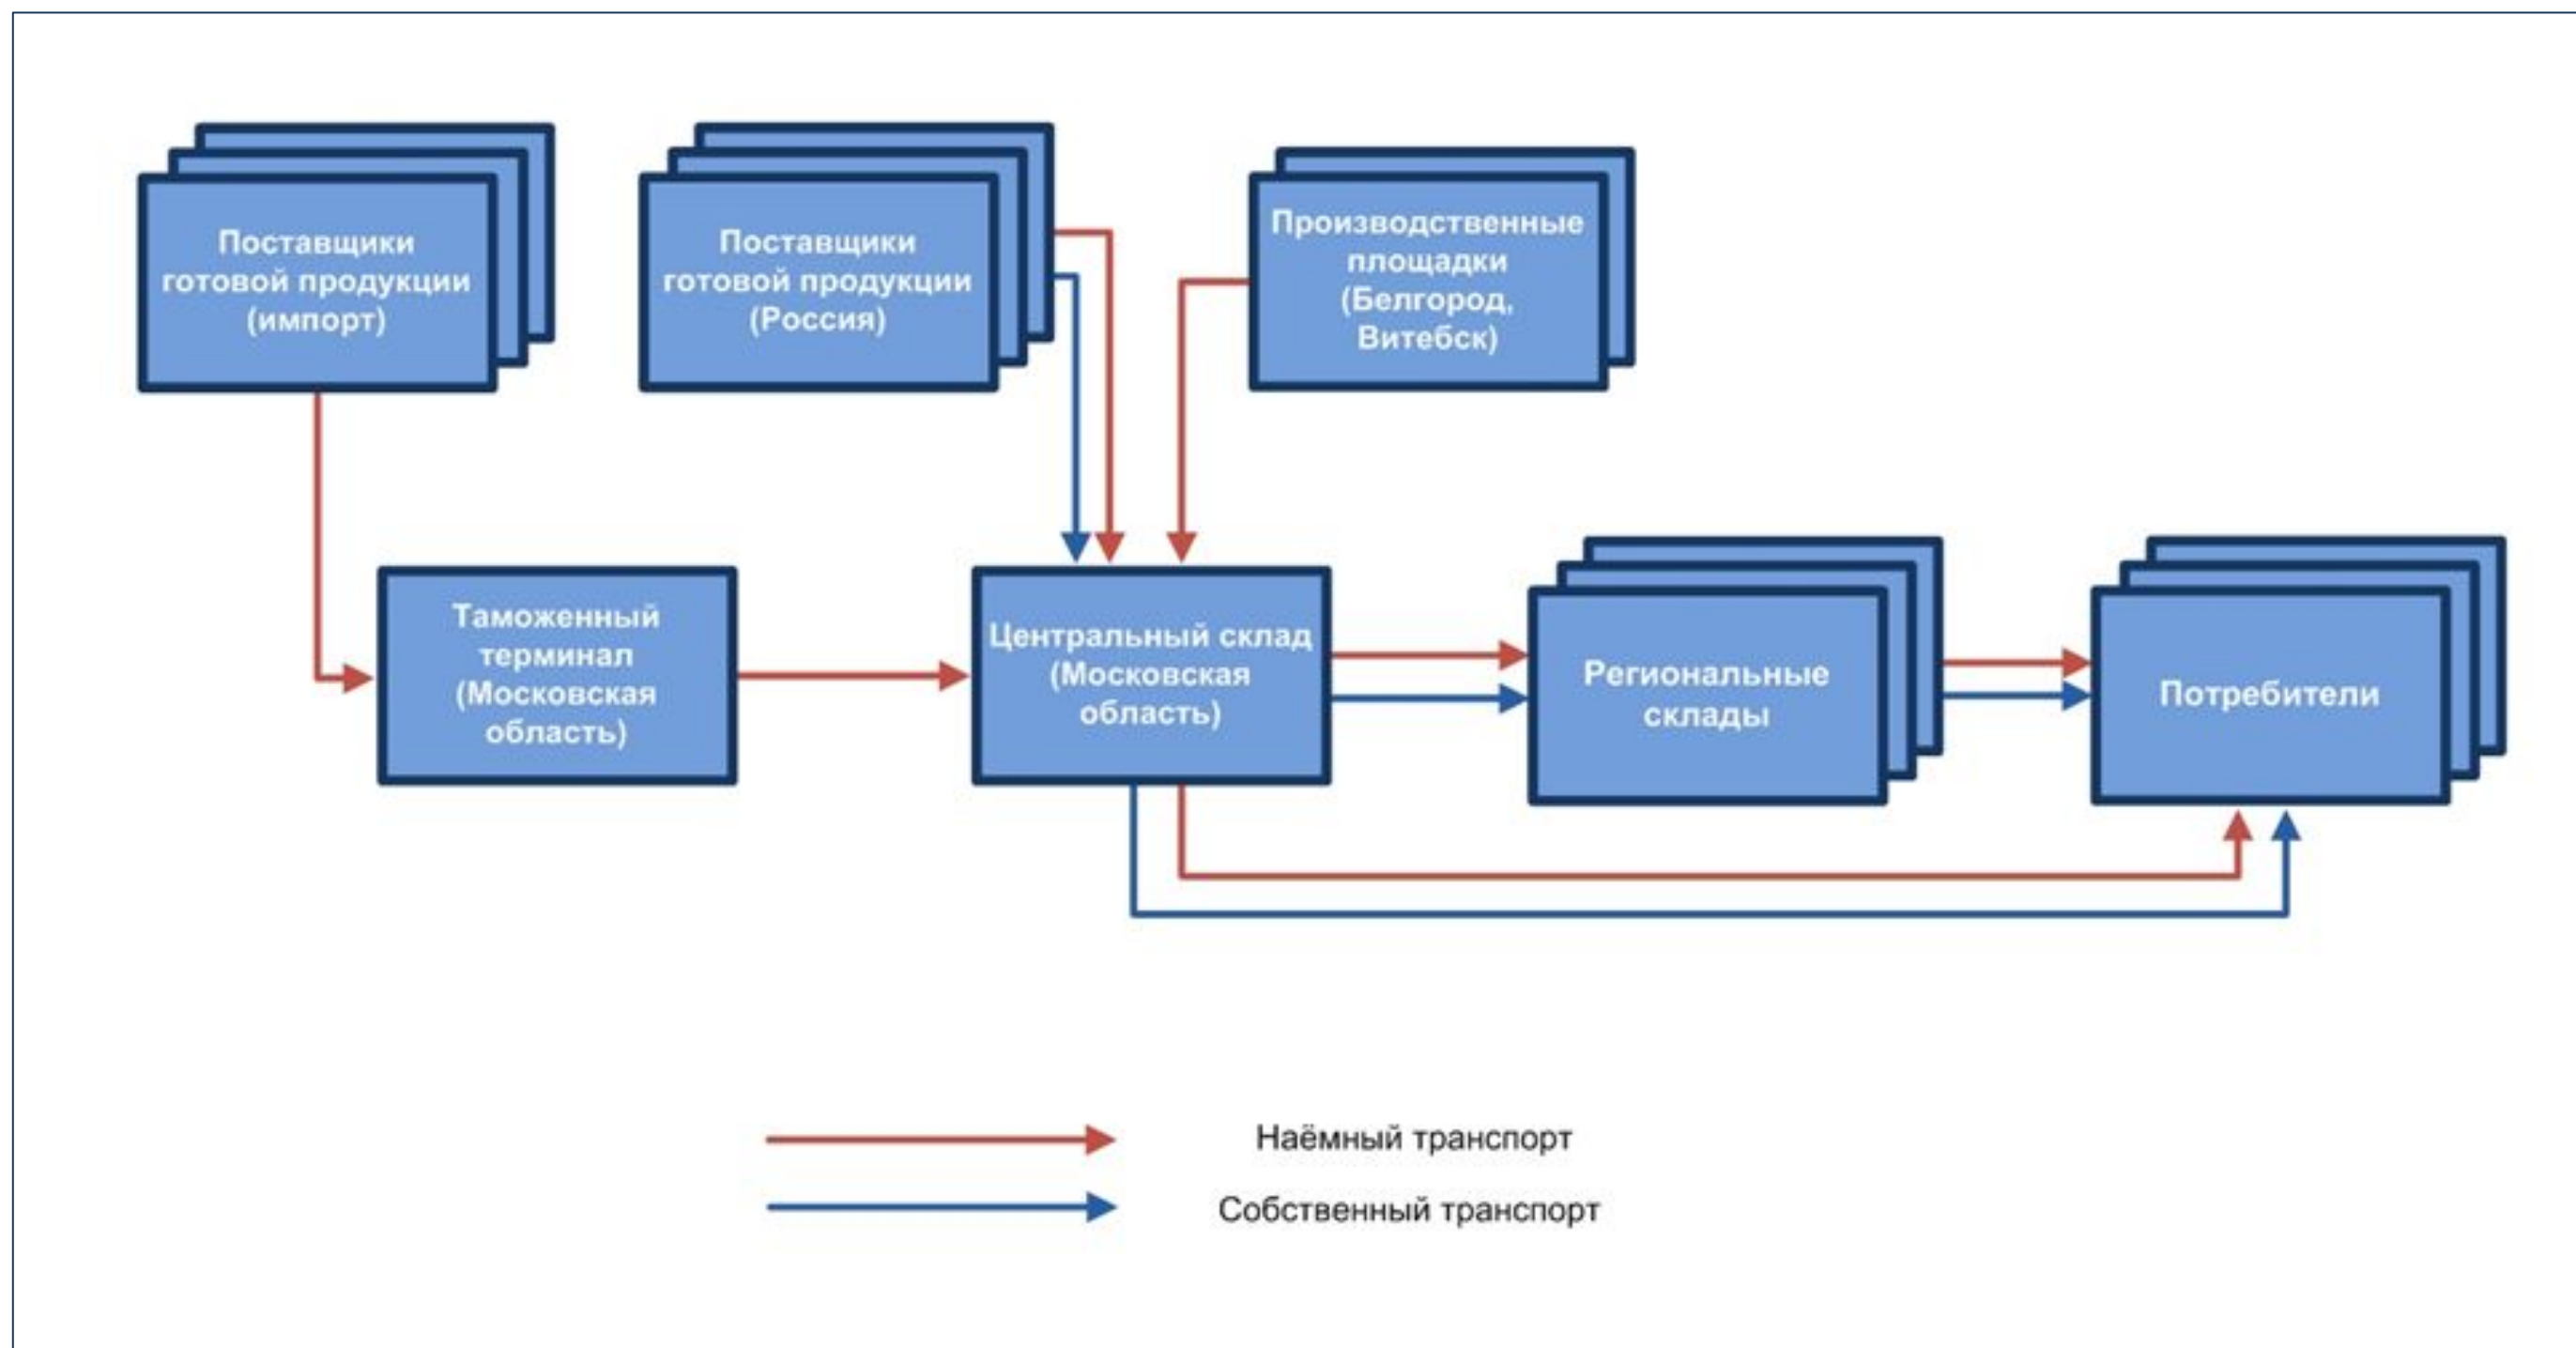 Поставщики
готовой продукции
(импорт)
Поставщики
готовой продукции
(Россия)
Производственные
площадки
(Белгород,
Витебск)
Таможенный
терминал
(Московская
область)
Центральный склад
(Московская
область)
Региональные
склады
Потребители
Наёмный транспорт
Собственный транспорт